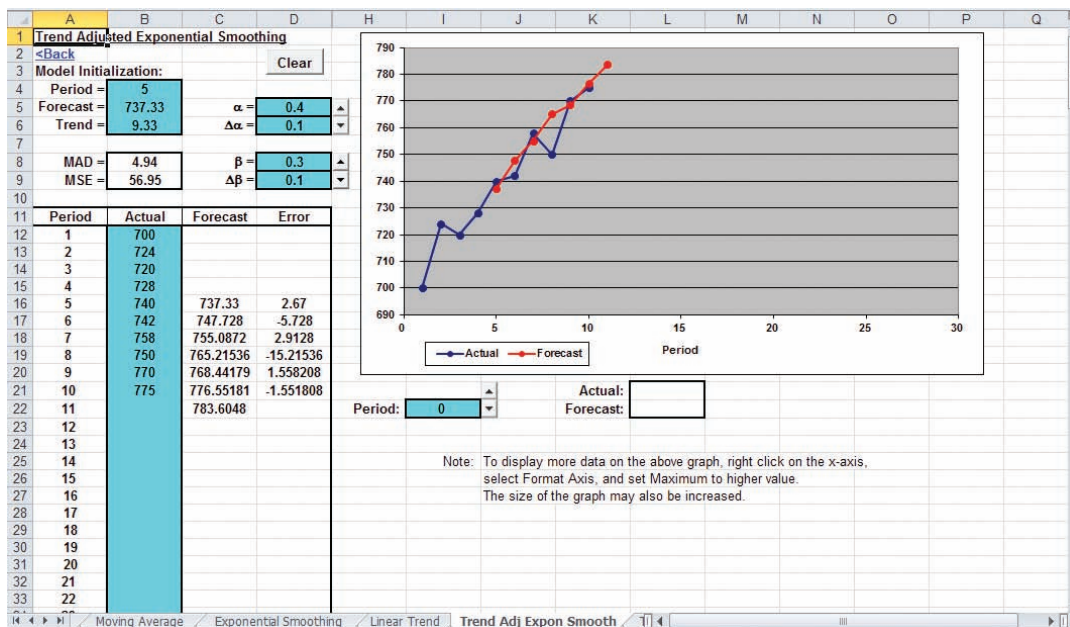 A B C D H I J K L M N O P Q
1 Trend Adjusted Exponential Smoothing
2 <Back
Clear
3 Model Initialization:
4 Period = 5
5 Forecast = 737.33 α = 0.4
6 Trend = 9.33 Δα = 0.1
7
8 MAD = 4.94 β = 0.3
9 MSE = 56.95 Δβ = 0.1
10
11 Period Actual Forecast Error
12 1 700
13 2 724
14 3 720
15 4 728
16 5 740 737.33 2.67
17 6 742 747.728 -5.728
18 7 758 755.0872 2.9128
19 8 750 765.21536 -15.21536
20 9 770 768.44179 1.558208
21 10 775 776.55181 -1.551808
22 11 783.6048
23 12
24 13
25 14
26 15
27 16
28 17
29 18
30 19
31 20
32 21
33 22
790
780
770
760
750
740
730
720
710
700
690
0 5 10 15 20 25 30
Actual Forecast
Period
Actual:
Period: 0 Forecast:
Note: To display more data on the above graph, right click on the x-axis,
select Format Axis, and set Maximum to higher value.
The size of the graph may also be increased.
Moving Average Exponential Smoothing Linear Trend Trend Adj Expon Smooth